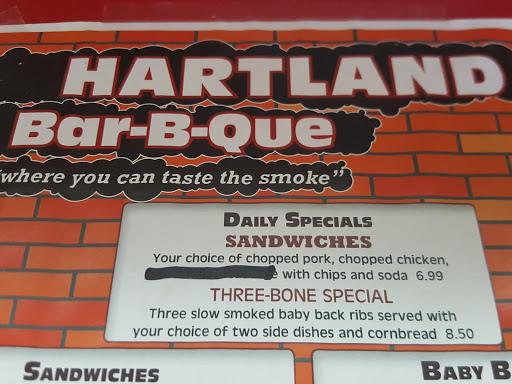 HARTLAND
Bar-B-Que
where you can taste the smoke"
DAILY SPECIALS
SANDWICHES
Your choice of chopped pork, chopped chicken,
with chips and soda 6.99
THREE-BONE SPECIAL
Three slow smoked baby back ribs served with
your choice of two side dishes and cornbread 8.50
SANDWICHES
BABY B